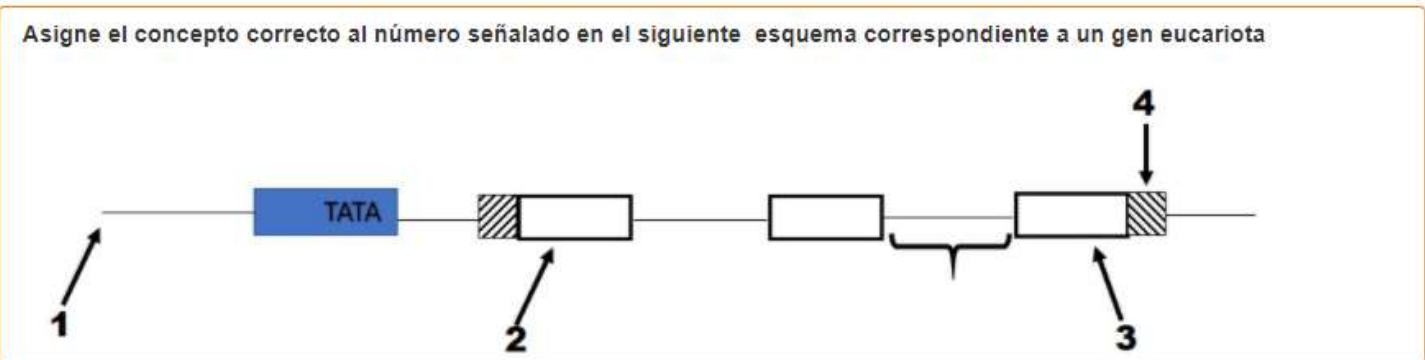 Asigne el concepto correcto al número señalado en el siguiente esquema correspondiente a un gen eucariota
4
TATA
1
2
3